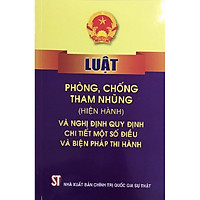 LUẬT
PHÒNG, CHỐNG
THAM NHŨNG
(HIỆN HÀNH)
VÀ NGHỊ ĐỊNH QUY ĐỊNH
CHI TIẾT MỘT SỐ ĐIỀU
VÀ BIỆN PHÁP THI HÀNH
ST NHÀ XUẤT BẢN CHÍNH TRỊ QUỐC GIA SỰ THẬT